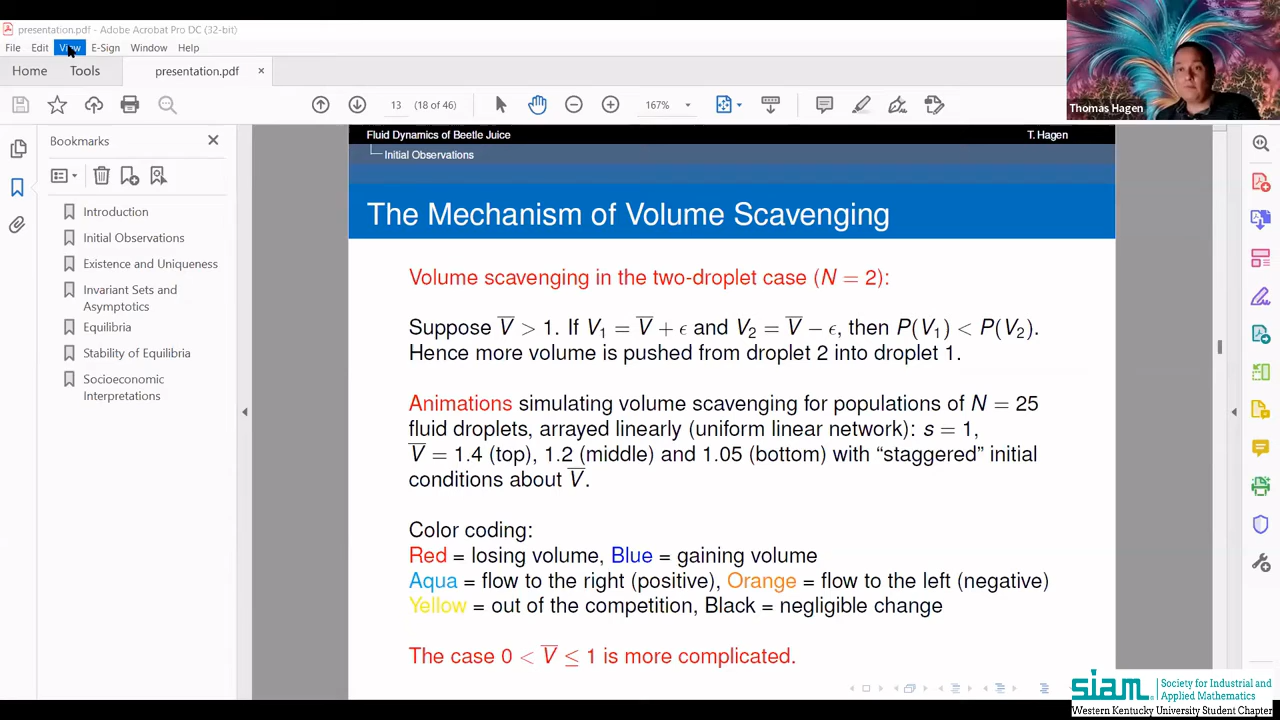 presentation.pdf - Adobe Acrobat Pro DC (32-bit)
File Edit View E-Sign Window Help
Home Tools presentation.pdf ×
13 (18 of 46) 167%
Thomas Hagen
Bookmarks
Introduction
Initial Observations
Existence and Uniqueness
Invariant Sets and
Asymptotics
Equilibria
Stability of Equilibria
Socioeconomic
Interpretations
Fluid Dynamics of Beetle Juice T. Hagen
Initial Observations
The Mechanism of Volume Scavenging
Volume scavenging in the two-droplet case (N = 2):
Suppose V̅ > 1. If V₁ = V̅ + ϵ and V₂ = V̅ − ϵ, then P(V₁) < P(V₂).
Hence more volume is pushed from droplet 2 into droplet 1.
Animations simulating volume scavenging for populations of N = 25
fluid droplets, arrayed linearly (uniform linear network): s = 1,
V̅ = 1.4 (top), 1.2 (middle) and 1.05 (bottom) with “staggered” initial
conditions about V̅.
Color coding:
Red = losing volume, Blue = gaining volume
Aqua = flow to the right (positive), Orange = flow to the left (negative)
Yellow = out of the competition, Black = negligible change
The case 0 < V̅ ≤ 1 is more complicated.
siam. Society for Industrial and
Applied Mathematics
Western Kentucky University Student Chapter